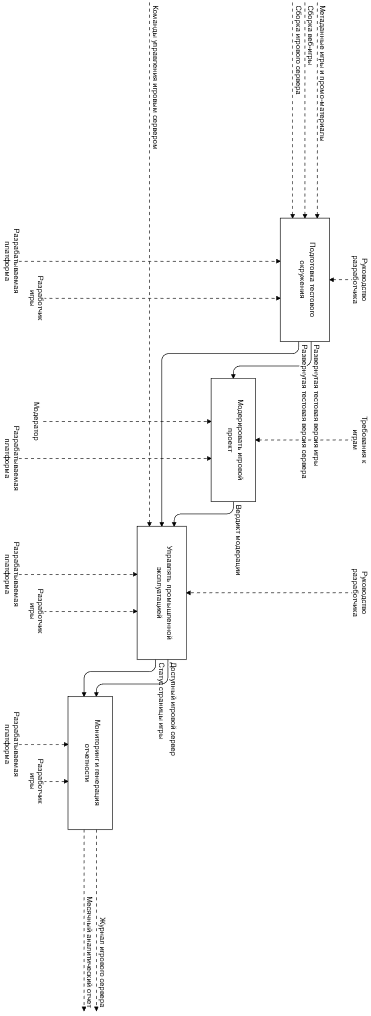 Метаданные игры и промо-материалы
Сборка веб-игры
Сборка игрового сервера
Команды управления игровым сервером
Руководство
разработчика
Подготовка тестового
окружения
Разрабатываемая
платформа
Разработчик
игры
Развернутая тестовая версия игры
Развернутая тестовая версия сервера
Требования к
играм
Модерировать игровой
проект
Модератор
Разрабатываемая
платформа
Вердикт модерации
Руководство
разработчика
Управлять промышленной
эксплуатацией
Разрабатываемая
платформа
Разработчик
игры
Доступный игровой сервер
Статус страницы игры
Мониторинг и генерация
отчетности
Разрабатываемая
платформа
Разработчик
игры
Журнал игрового сервера
Месячный аналитический отчет